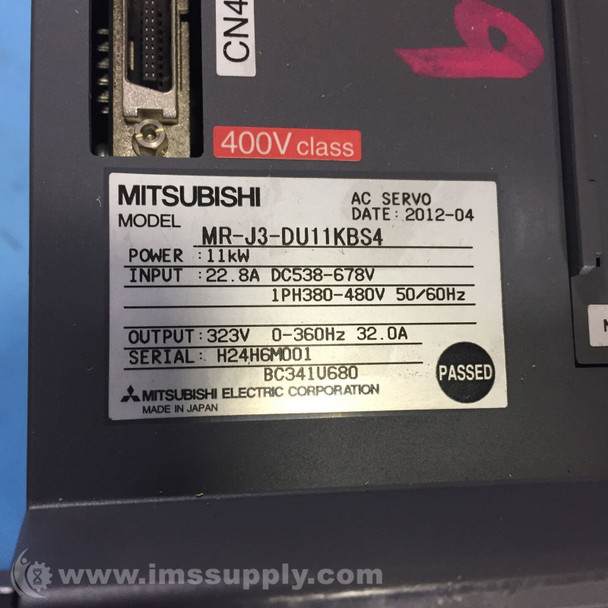 CN4
9
400V class
MITSUBISHI
AC SERVO
DATE: 2012-04
MODEL MR-J3-DU11KBS4
POWER :11kW
INPUT :22.8A DC538-678V
1PH380-480V 50/60Hz
OUTPUT:323V 0-360Hz 32.0A
SERIAL: H24H6M001
BC341U680
PASSED
MITSUBISHI ELECTRIC CORPORATION
MADE IN JAPAN
www.imssupply.com